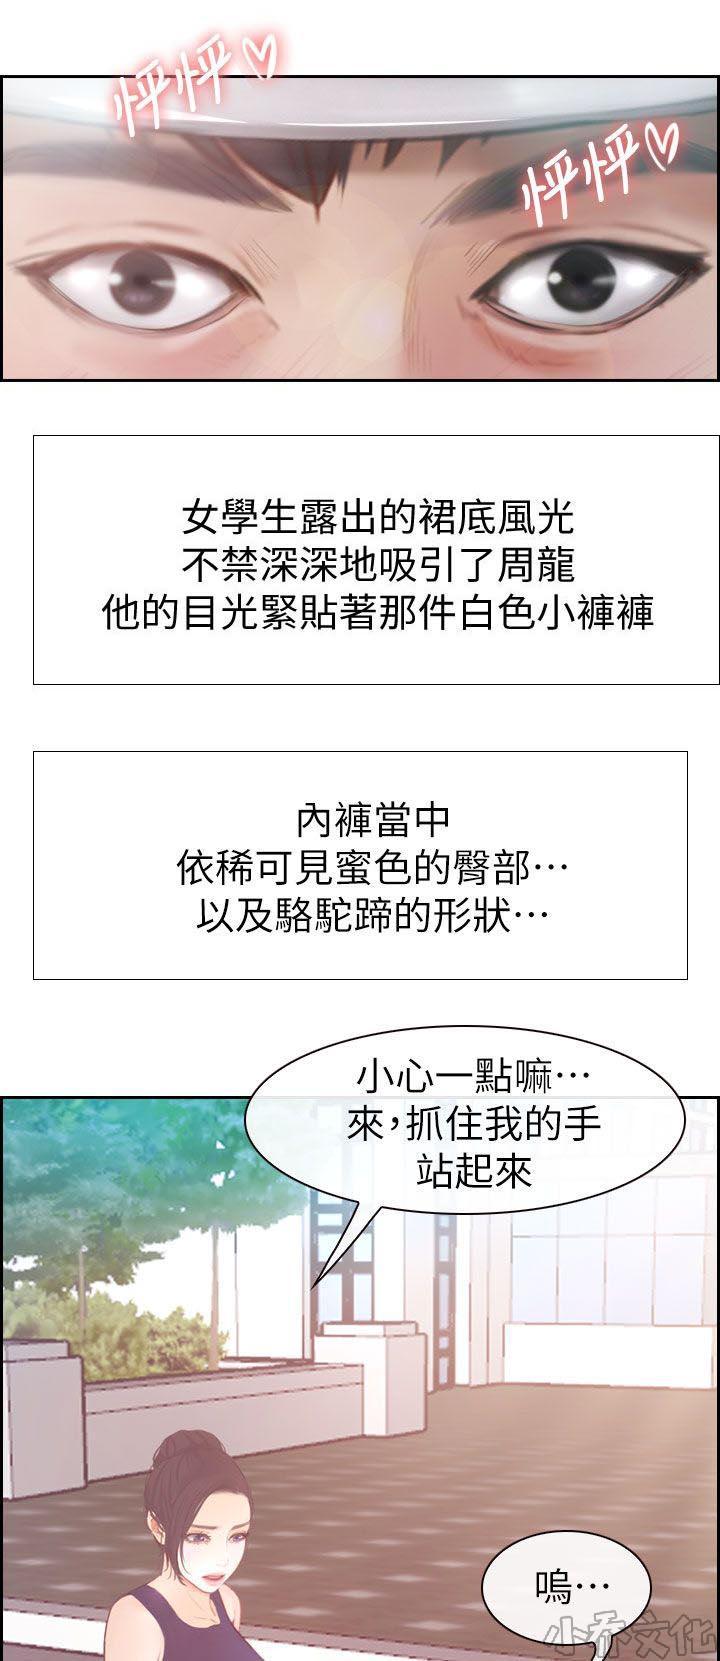 怦怦♡
怦怦♡
女學生露出的裙底風光
不禁深深地吸引了周龍
他的目光緊貼著那件白色小褲褲
內褲當中
依稀可見蜜色的臀部…
以及駱駝蹄的形狀…
小心一點嘛…
來，抓住我的手
站起來
嗚…
小乔文化